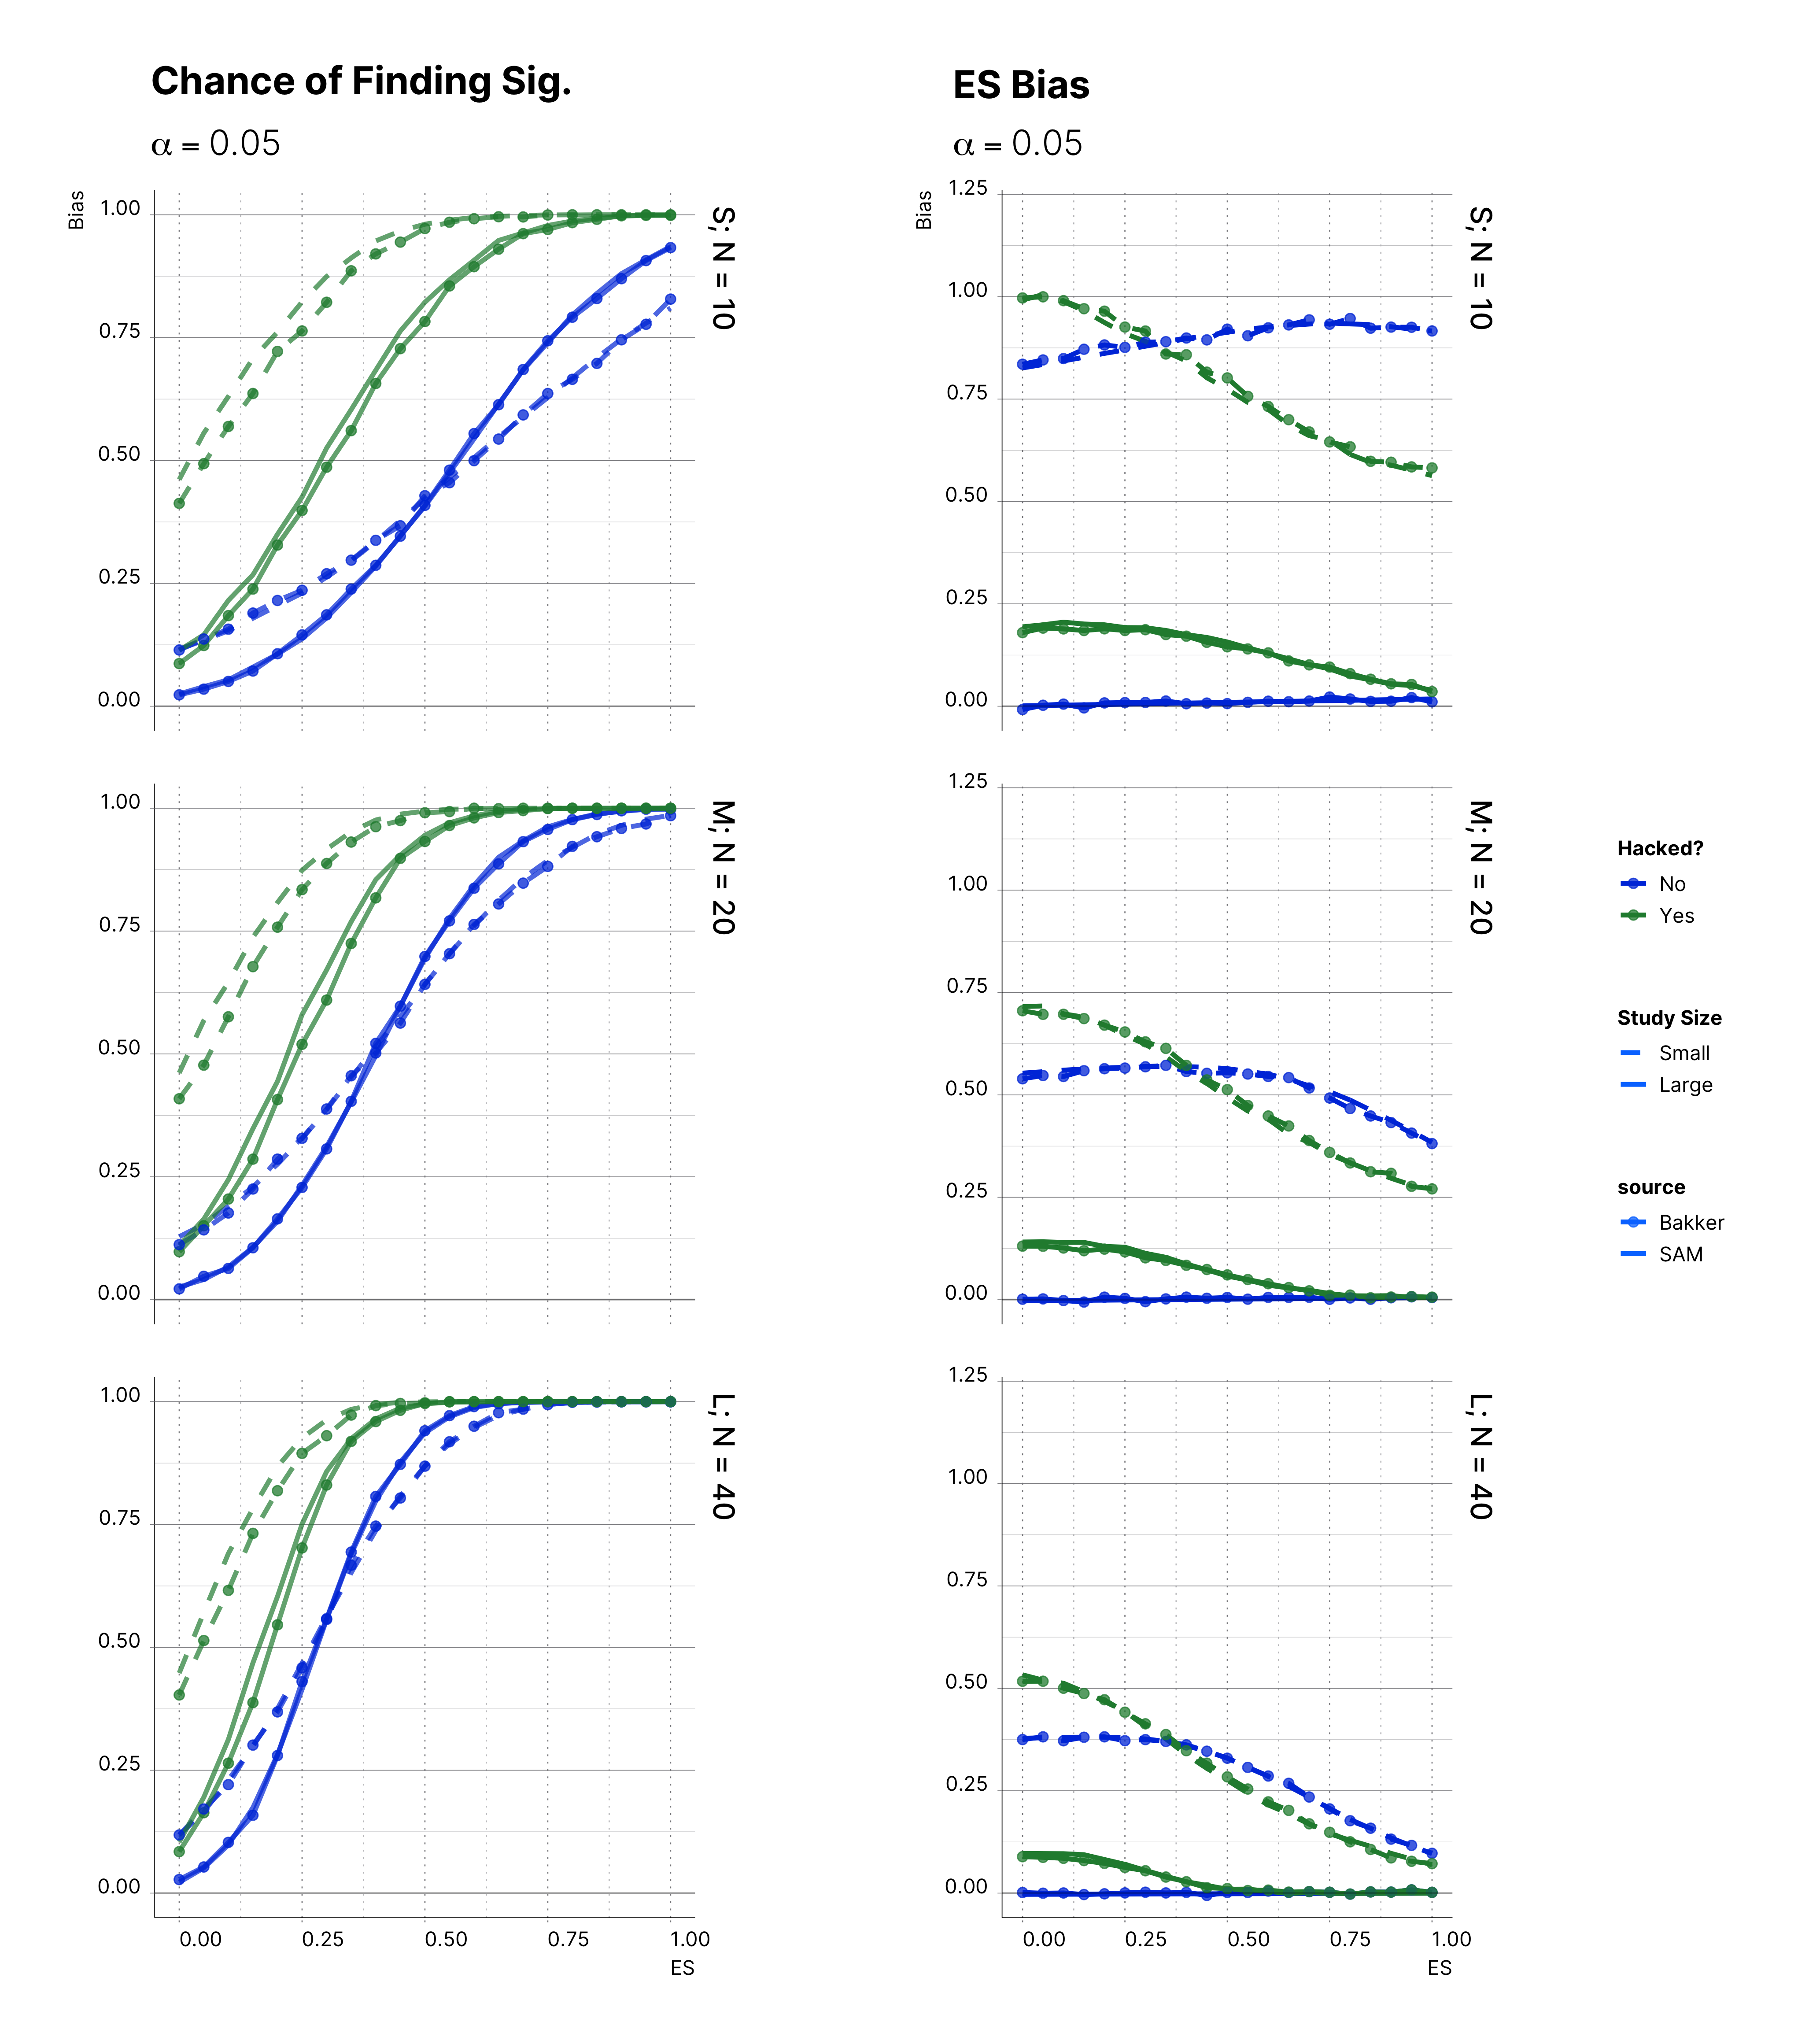 Chance of Finding Sig.
α = 0.05
ES Bias
α = 0.05
Bias
1.00
0.75
0.50
0.25
0.00
S; N = 10
Bias
1.25
1.00
0.75
0.50
0.25
0.00
S; N = 10
1.00
0.75
0.50
0.25
0.00
M; N = 20
1.25
1.00
0.75
0.50
0.25
0.00
M; N = 20
1.00
0.75
0.50
0.25
0.00
L; N = 40
0.00 0.25 0.50 0.75 1.00
ES
1.25
1.00
0.75
0.50
0.25
0.00
L; N = 40
0.00 0.25 0.50 0.75 1.00
ES
Hacked?
No
Yes
Study Size
Small
Large
source
Bakker
SAM